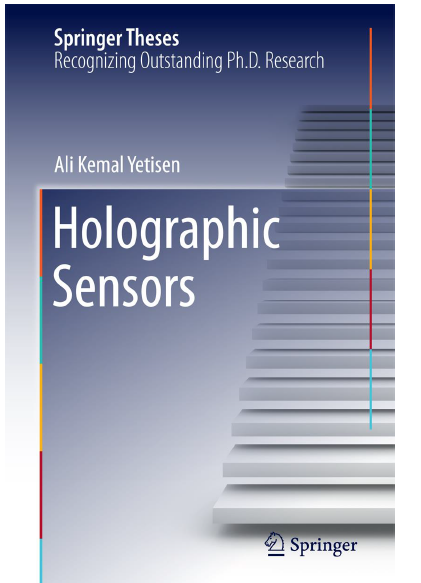 Springer Theses
Recognizing Outstanding Ph.D. Research
Ali Kemal Yetisen
Holographic
Sensors
Springer